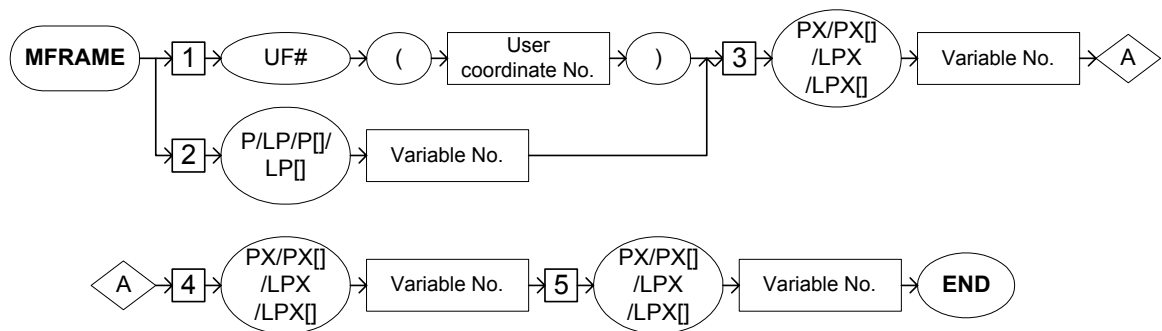 MFRAME 1 UF# ( User coordinate No. ) 3 PX/PX[] /LPX /LPX[] Variable No. A
2 P/LP/P[]/ LP[] Variable No.
A 4 PX/PX[] /LPX /LPX[] Variable No. 5 PX/PX[] /LPX /LPX[] Variable No. END